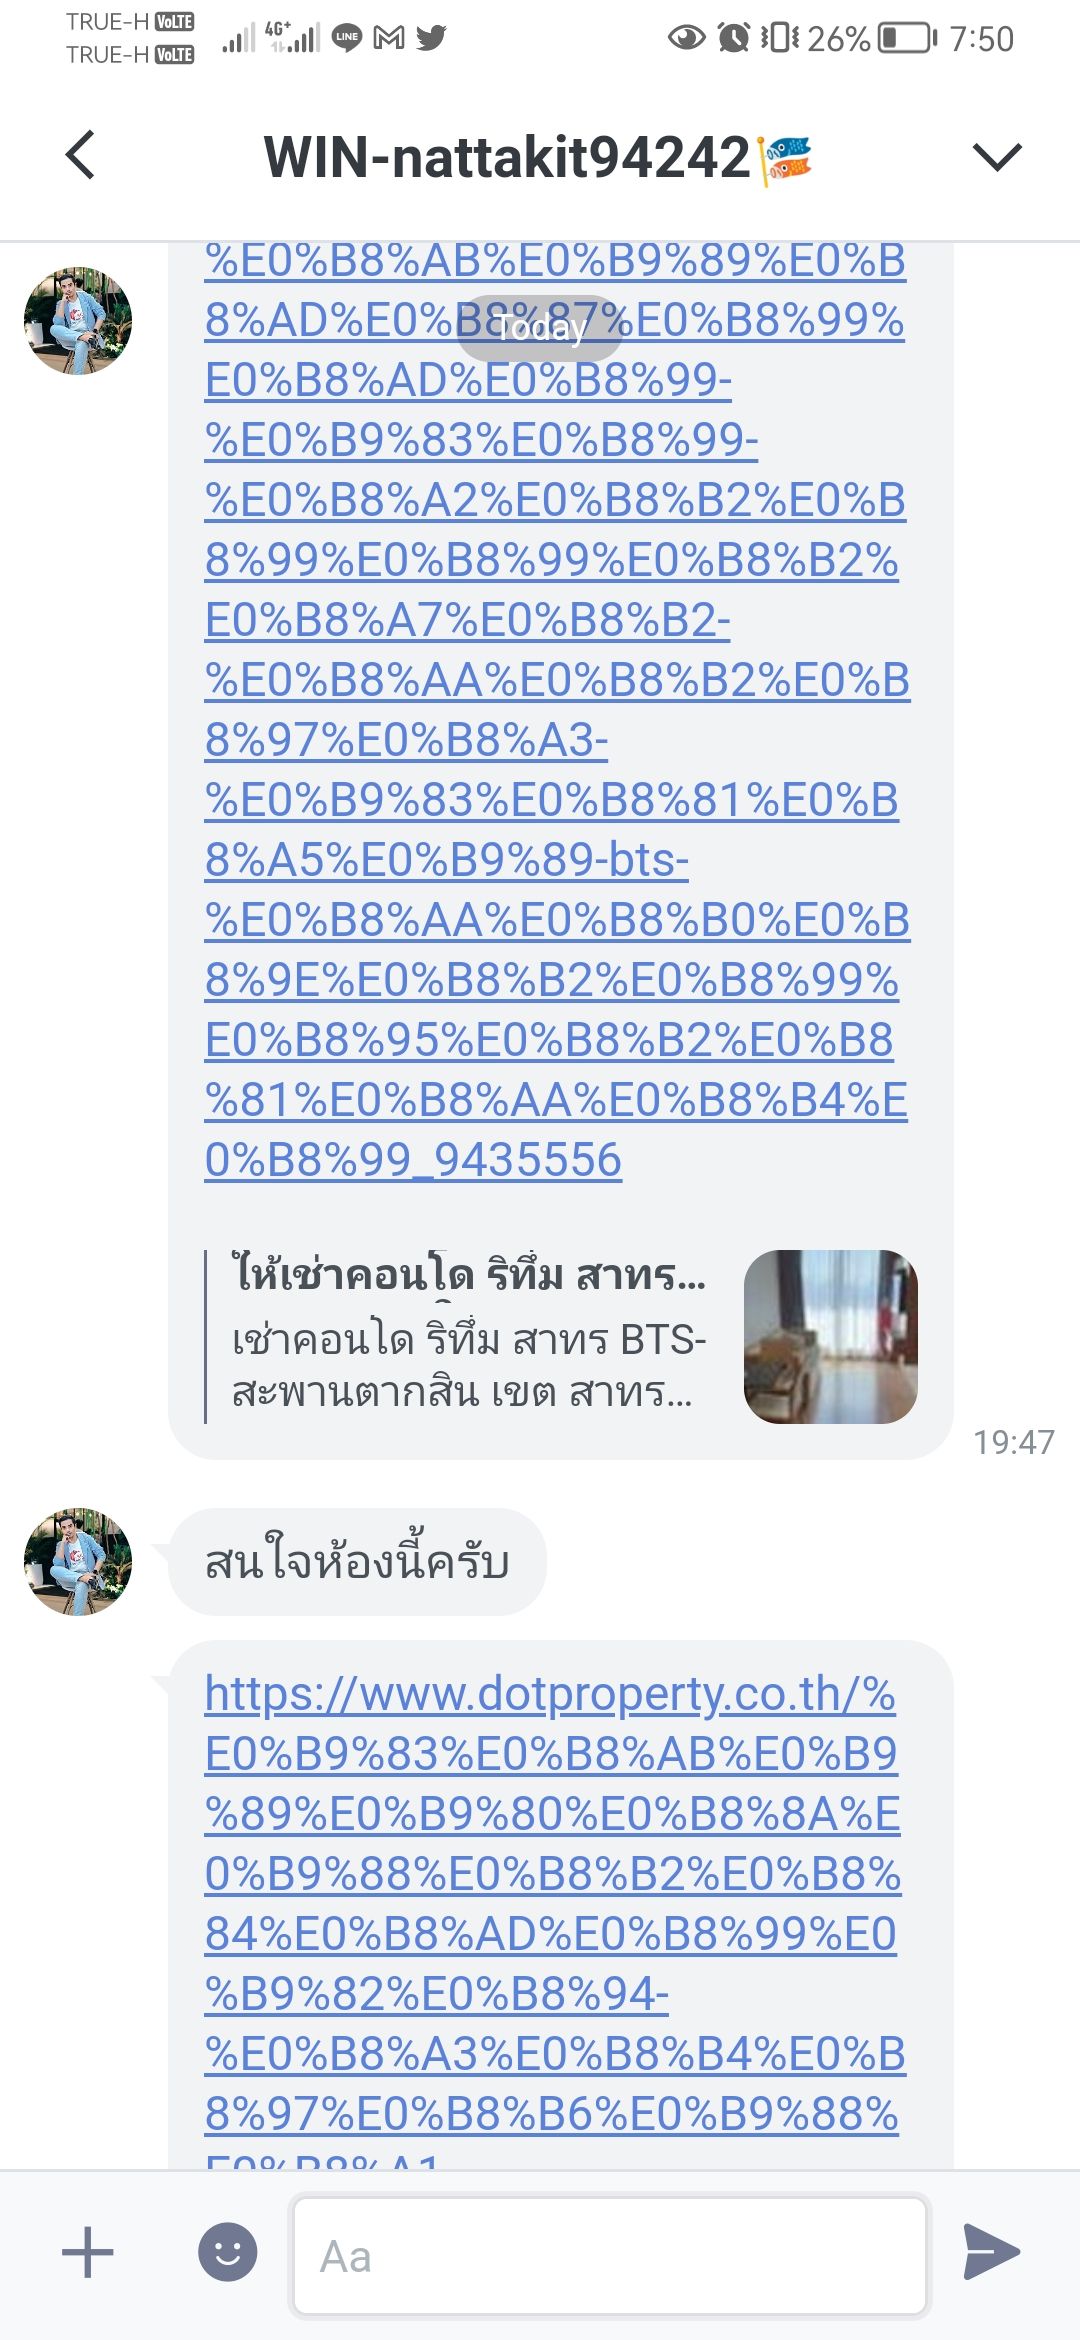 TRUE-H VoLTE
TRUE-H VoLTE
4G+
LINE
26%
7:50
WIN-nattakit94242
%E0%B8%AB%E0%B9%89%E0%B
8%AD%E0%B8%87%E0%B8%99%
Today
E0%B8%AD%E0%B8%99-
%E0%B9%83%E0%B8%99-
%E0%B8%A2%E0%B8%B2%E0%B
8%99%E0%B8%99%E0%B8%B2%
E0%B8%A7%E0%B8%B2-
%E0%B8%AA%E0%B8%B2%E0%B
8%97%E0%B8%A3-
%E0%B9%83%E0%B8%81%E0%B
8%A5%E0%B9%89-bts-
%E0%B8%AA%E0%B8%B0%E0%B
8%9E%E0%B8%B2%E0%B8%99%
E0%B8%95%E0%B8%B2%E0%B8
%81%E0%B8%AA%E0%B8%B4%E
0%B8%99_9435556
ให้เช่าคอนโด ริทึ่ม สาทร...
เช่าคอนโด ริทึ่ม สาทร BTS-
สะพานตากสิน เขต สาทร...
19:47
สนใจห้องนี้ครับ
https://www.dotproperty.co.th/%
E0%B9%83%E0%B8%AB%E0%B9
%89%E0%B9%80%E0%B8%8A%E
0%B9%88%E0%B8%B2%E0%B8%
84%E0%B8%AD%E0%B8%99%E0
%B9%82%E0%B8%94-
%E0%B8%A3%E0%B8%B4%E0%B
8%97%E0%B8%B6%E0%B9%88%
E0%B8%A1
Aa